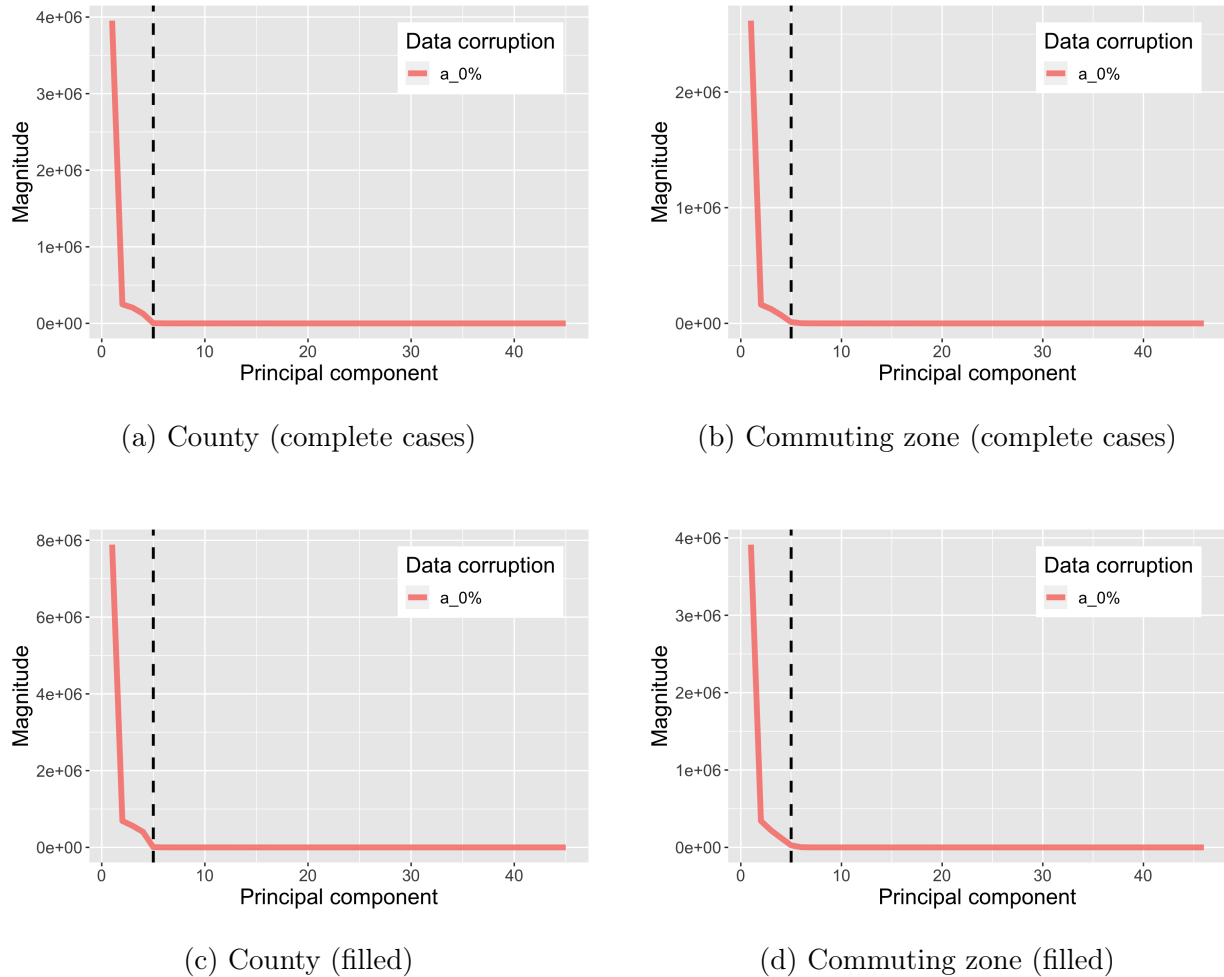 4e+06
3e+06
2e+06
1e+06
0e+00
Magnitude
Data corruption
a_0%
0 10 20 30 40
Principal component
(a) County (complete cases)
2e+06
1e+06
0e+00
Magnitude
Data corruption
a_0%
0 10 20 30 40
Principal component
(b) Commuting zone (complete cases)
8e+06
6e+06
4e+06
2e+06
0e+00
Magnitude
Data corruption
a_0%
0 10 20 30 40
Principal component
(c) County (filled)
4e+06
3e+06
2e+06
1e+06
0e+00
Magnitude
Data corruption
a_0%
0 10 20 30 40
Principal component
(d) Commuting zone (filled)